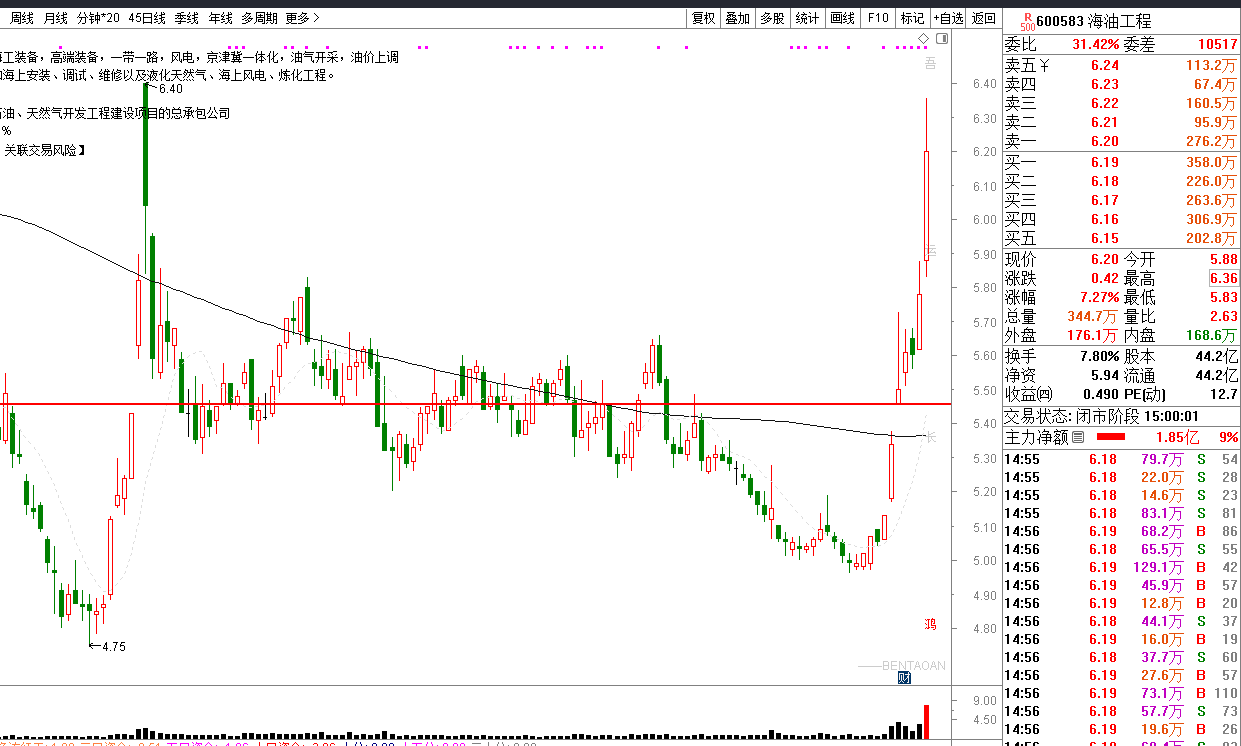 周线 月线 分钟*20 45日线 季线 年线 多周期 更多
复权 叠加 多股 统计 画线 F10 标记 +自选 返回
工装备，高端装备，一带一路，风电，京津冀一体化，油气开采，油价上调
海上安装、调试、维修以及液化天然气、海上风电、炼化工程。
油、天然气开发工程建设项目的总承包公司
%
关联交易风险】
6.40
4.75
吾
长
鸿
BENTAOAN
财
6.40
6.30
6.20
6.10
6.00
5.90
5.80
5.70
5.60
5.50
5.40
5.30
5.20
5.10
5.00
4.90
4.80
9.00
4.50
R 500 600583 海油工程
委比 31.42% 委差 10517
卖五 ¥ 6.24 113.2万
卖四 6.23 67.4万
卖三 6.22 160.5万
卖二 6.21 95.9万
卖一 6.20 276.2万
买一 6.19 358.0万
买二 6.18 226.0万
买三 6.17 263.6万
买四 6.16 306.9万
买五 6.15 202.8万
现价 6.20 今开 5.88
涨跌 0.42 最高 6.36
涨幅 7.27% 最低 5.83
总量 344.7万 量比 2.63
外盘 176.1万 内盘 168.6万
换手 7.80% 股本 44.2亿
净资 5.94 流通 44.2亿
收益㈣ 0.490 PE(动) 12.7
交易状态: 闭市阶段 15:00:01
主力净额 1.85亿 9%
14:55 6.18 79.7万 S 54
14:55 6.18 22.0万 S 28
14:55 6.18 14.6万 S 23
14:55 6.18 83.1万 S 81
14:56 6.19 68.2万 B 86
14:56 6.18 65.5万 S 55
14:56 6.19 129.1万 B 42
14:56 6.19 45.9万 B 57
14:56 6.19 12.8万 B 20
14:56 6.18 44.1万 S 37
14:56 6.19 16.0万 B 19
14:56 6.18 37.7万 S 60
14:56 6.19 27.6万 B 57
14:56 6.19 73.1万 B 110
14:56 6.18 57.7万 S 73
14:56 6.19 19.6万 B 26